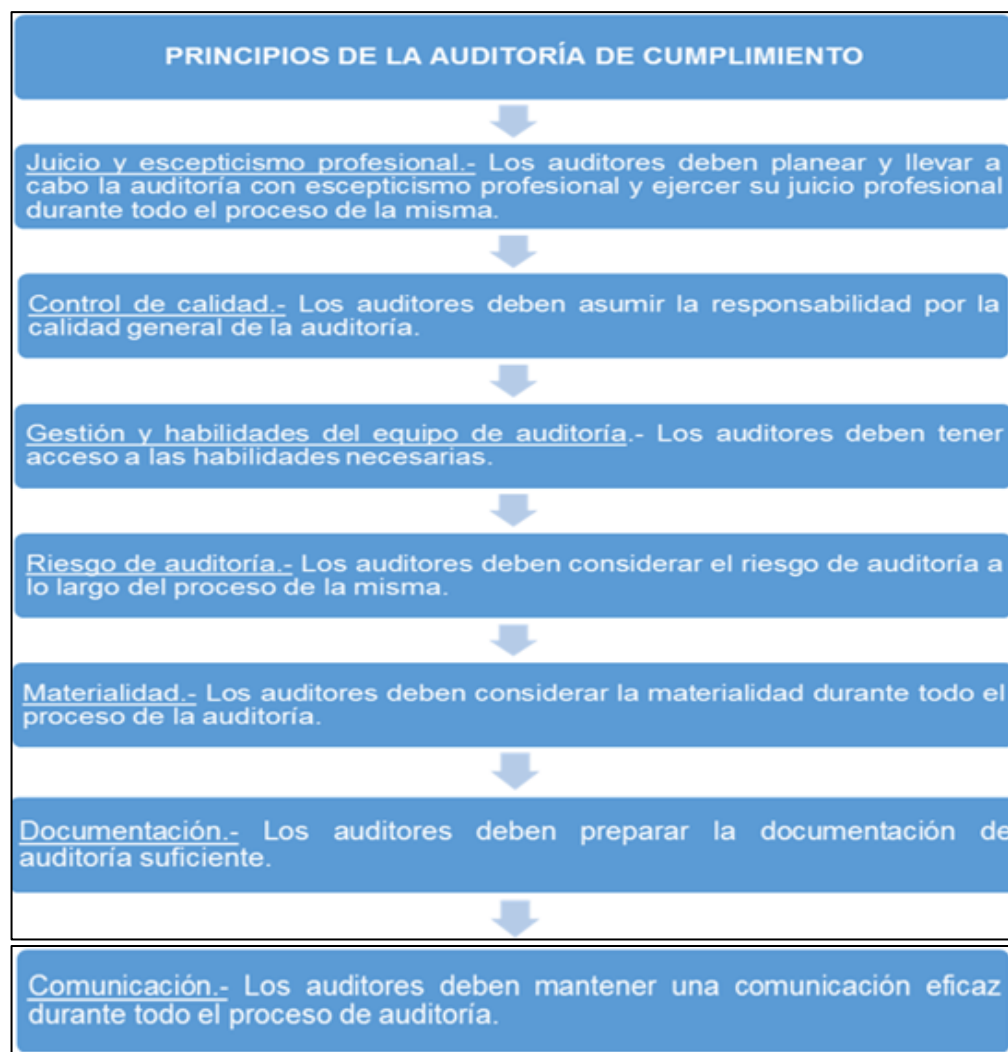 PRINCIPIOS DE LA AUDITORÍA DE CUMPLIMIENTO
Juicio y escepticismo profesional.- Los auditores deben planear y llevar a
cabo la auditoría con escepticismo profesional y ejercer su juicio profesional
durante todo el proceso de la misma.
Control de calidad.- Los auditores deben asumir la responsabilidad por la
calidad general de la auditoría.
Gestión y habilidades del equipo de auditoría.- Los auditores deben tener
acceso a las habilidades necesarias.
Riesgo de auditoría.- Los auditores deben considerar el riesgo de auditoría a
lo largo del proceso de la misma.
Materialidad.- Los auditores deben considerar la materialidad durante todo el
proceso de la auditoría.
Documentación.- Los auditores deben preparar la documentación de
auditoría suficiente.
Comunicación.- Los auditores deben mantener una comunicación eficaz
durante todo el proceso de auditoría.